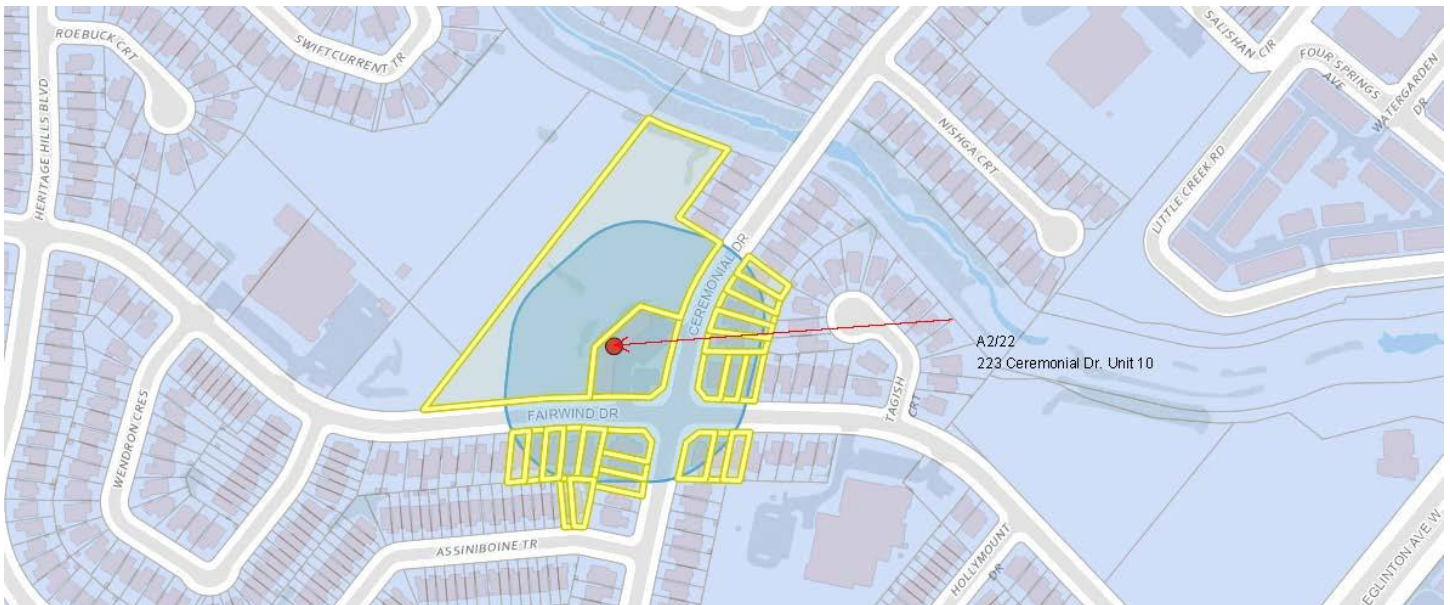 ROEBUCK CRT
SWIFTCURRENT TR
HERITAGE HILLS BLVD
SALISHAN CIR
FOUR SPRINGS
AVE
WATERGARDEN
DR
NISHGA CRT
LITTLE CREEK RD
CEREMONIAL DR
A2/22
223 Ceremonial Dr. Unit 10
FAIRWIND DR
TAGISH
CRT
WENDRON CRES
ASSINIBOINE TR
HOLLYMOUNT
DR
EGLINTON AVE W